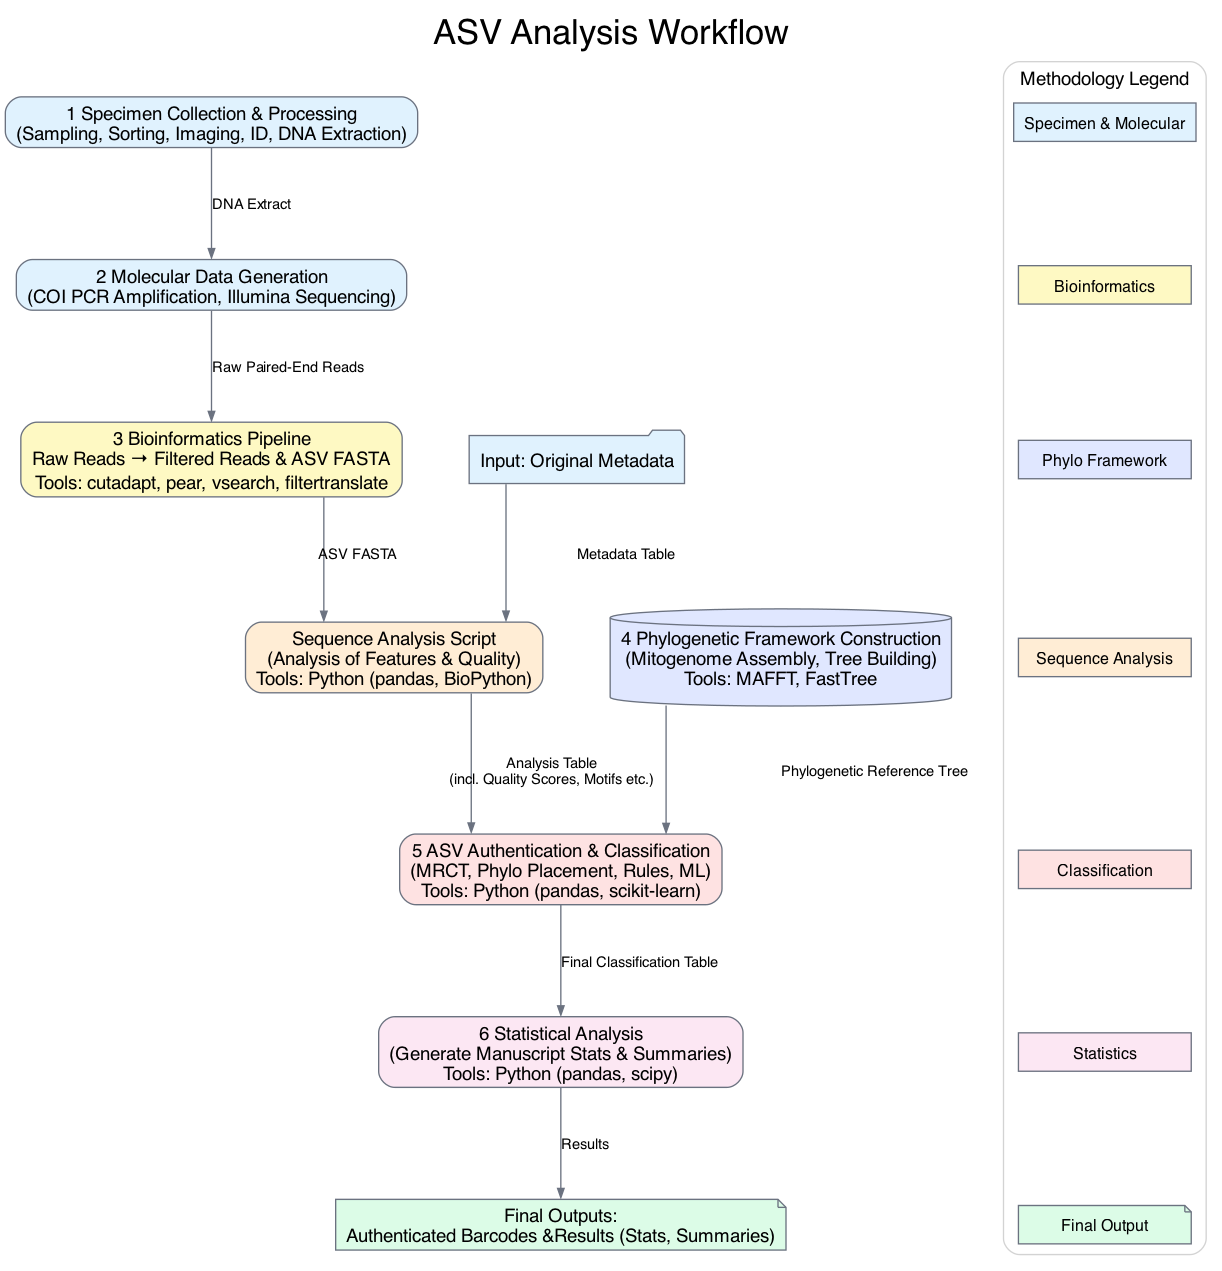 ASV Analysis Workflow
1 Specimen Collection & Processing
(Sampling, Sorting, Imaging, ID, DNA Extraction)
DNA Extract
2 Molecular Data Generation
(COI PCR Amplification, Illumina Sequencing)
Raw Paired-End Reads
3 Bioinformatics Pipeline
Raw Reads → Filtered Reads & ASV FASTA
Tools: cutadapt, pear, vsearch, filtertranslate
Input: Original Metadata
ASV FASTA
Metadata Table
Sequence Analysis Script
(Analysis of Features & Quality)
Tools: Python (pandas, BioPython)
4 Phylogenetic Framework Construction
(Mitogenome Assembly, Tree Building)
Tools: MAFFT, FastTree
Analysis Table
(incl. Quality Scores, Motifs etc.)
Phylogenetic Reference Tree
5 ASV Authentication & Classification
(MRCT, Phylo Placement, Rules, ML)
Tools: Python (pandas, scikit-learn)
Final Classification Table
6 Statistical Analysis
(Generate Manuscript Stats & Summaries)
Tools: Python (pandas, scipy)
Results
Final Outputs:
Authenticated Barcodes &Results (Stats, Summaries)
Methodology Legend
Specimen & Molecular
Bioinformatics
Phylo Framework
Sequence Analysis
Classification
Statistics
Final Output